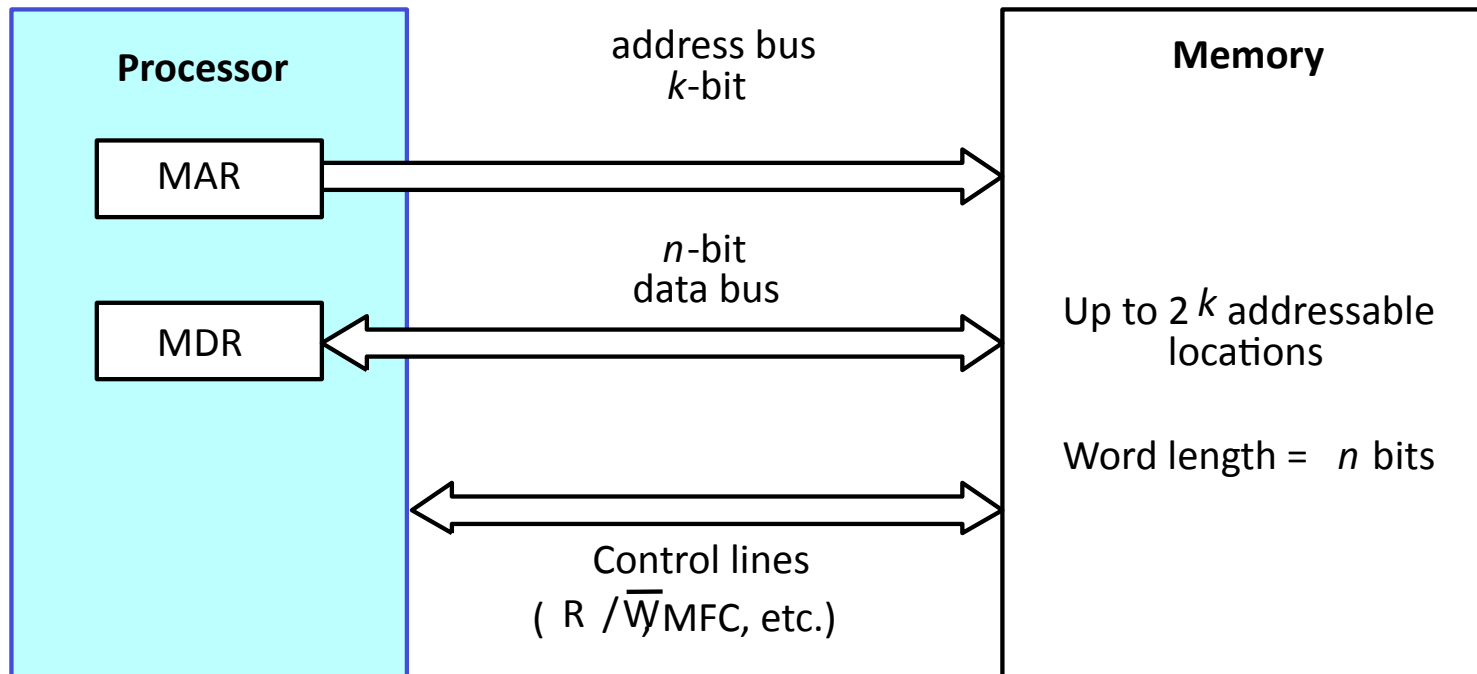 Processor
address bus
k-bit
Memory
MAR
n-bit
data bus
MDR
Up to 2 k addressable
locations
Word length = n bits
Control lines
( R / W̅, MFC, etc.)